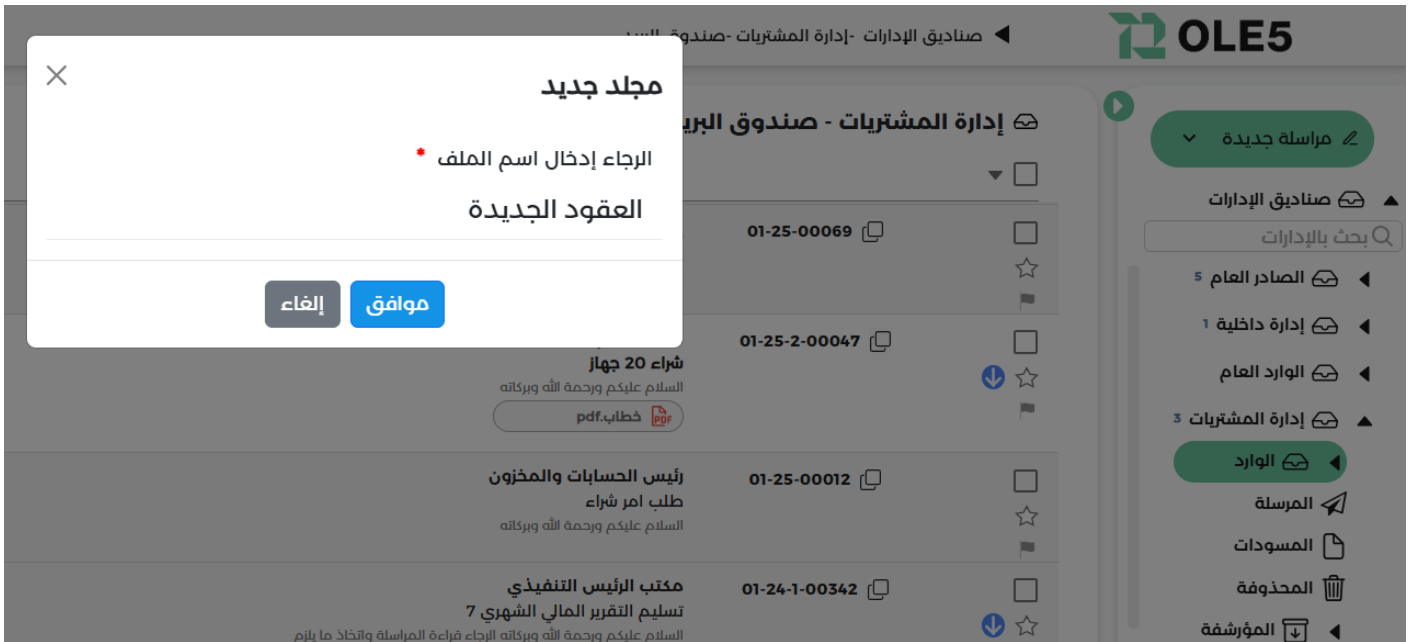 OLE5
صناديق الإدارات -إدارة المشتريات -صندوق
مراسلة جديدة
صناديق الإدارات
بحث بالإدارات
الصادر العام 5
إدارة داخلية 1
الوارد العام
إدارة المشتريات 3
الوارد
المرسلة
المسودات
المحذوفة
المؤرشفة
إدارة المشتريات - صندوق
مجلد جديد
الرجاء إدخال اسم الملف *
العقود الجديدة
موافق
إلغاء
01-25-00069
01-25-2-00047
شراء 20 جهاز
السلام عليكم ورحمة الله وبركاته
خطاب.pdf
01-25-00012
رئيس الحسابات والمخزون
طلب امر شراء
السلام عليكم ورحمة الله وبركاته
01-24-1-00342
مكتب الرئيس التنفيذي
تسليم التقرير المالي الشهري 7
السلام عليكم ورحمة الله وبركاته الرجاء قراءة المراسلة واتخاذ ما يلزم